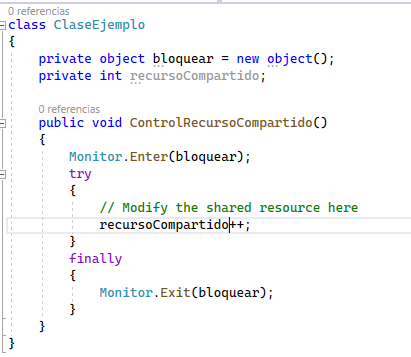 0 referencias
class ClaseEjemplo
{
private object bloquear = new object();
private int recursoCompartido;
0 referencias
public void ControlRecursoCompartido()
{
Monitor.Enter(bloquear);
try
{
// Modify the shared resource here
recursoCompartido++;
}
finally
{
Monitor.Exit(bloquear);
}
}
}